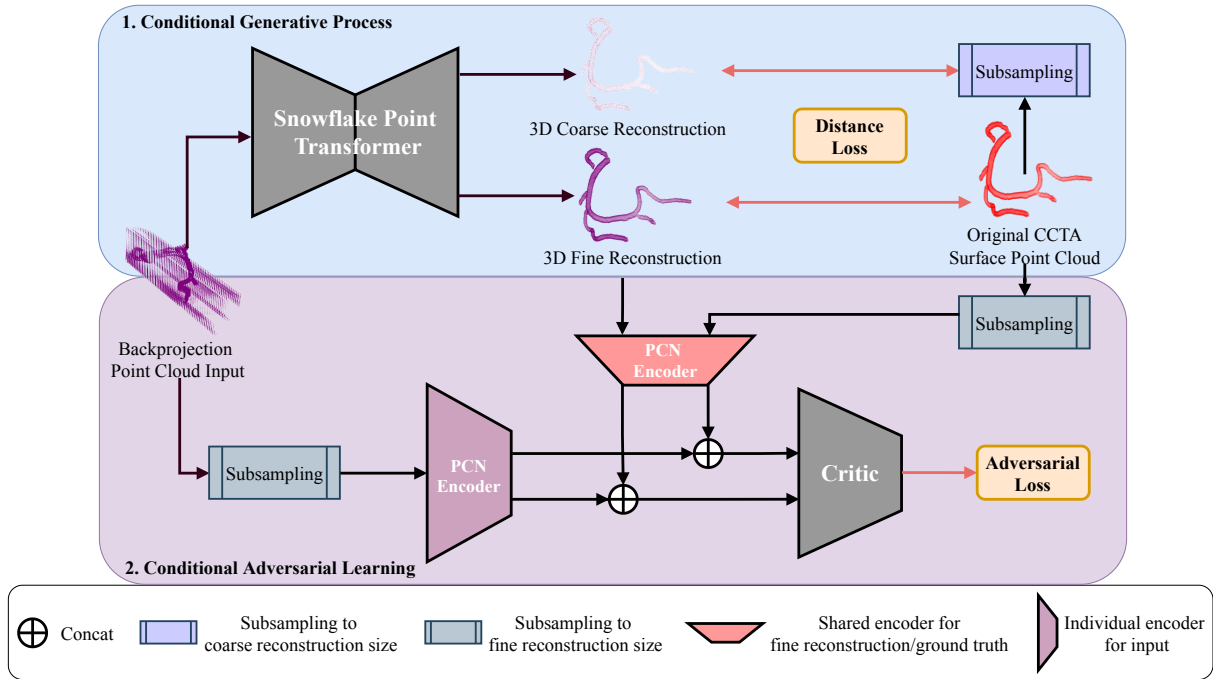 1. Conditional Generative Process
Snowflake Point
Transformer
3D Coarse Reconstruction
3D Fine Reconstruction
Distance
Loss
Subsampling
Original CCTA
Surface Point Cloud
Subsampling
Backprojection
Point Cloud Input
Subsampling
PCN
Encoder
PCN
Encoder
Critic
Adversarial
Loss
2. Conditional Adversarial Learning
Concat
Subsampling to
coarse reconstruction size
Subsampling to
fine reconstruction size
Shared encoder for
fine reconstruction/ground truth
Individual encoder
for input